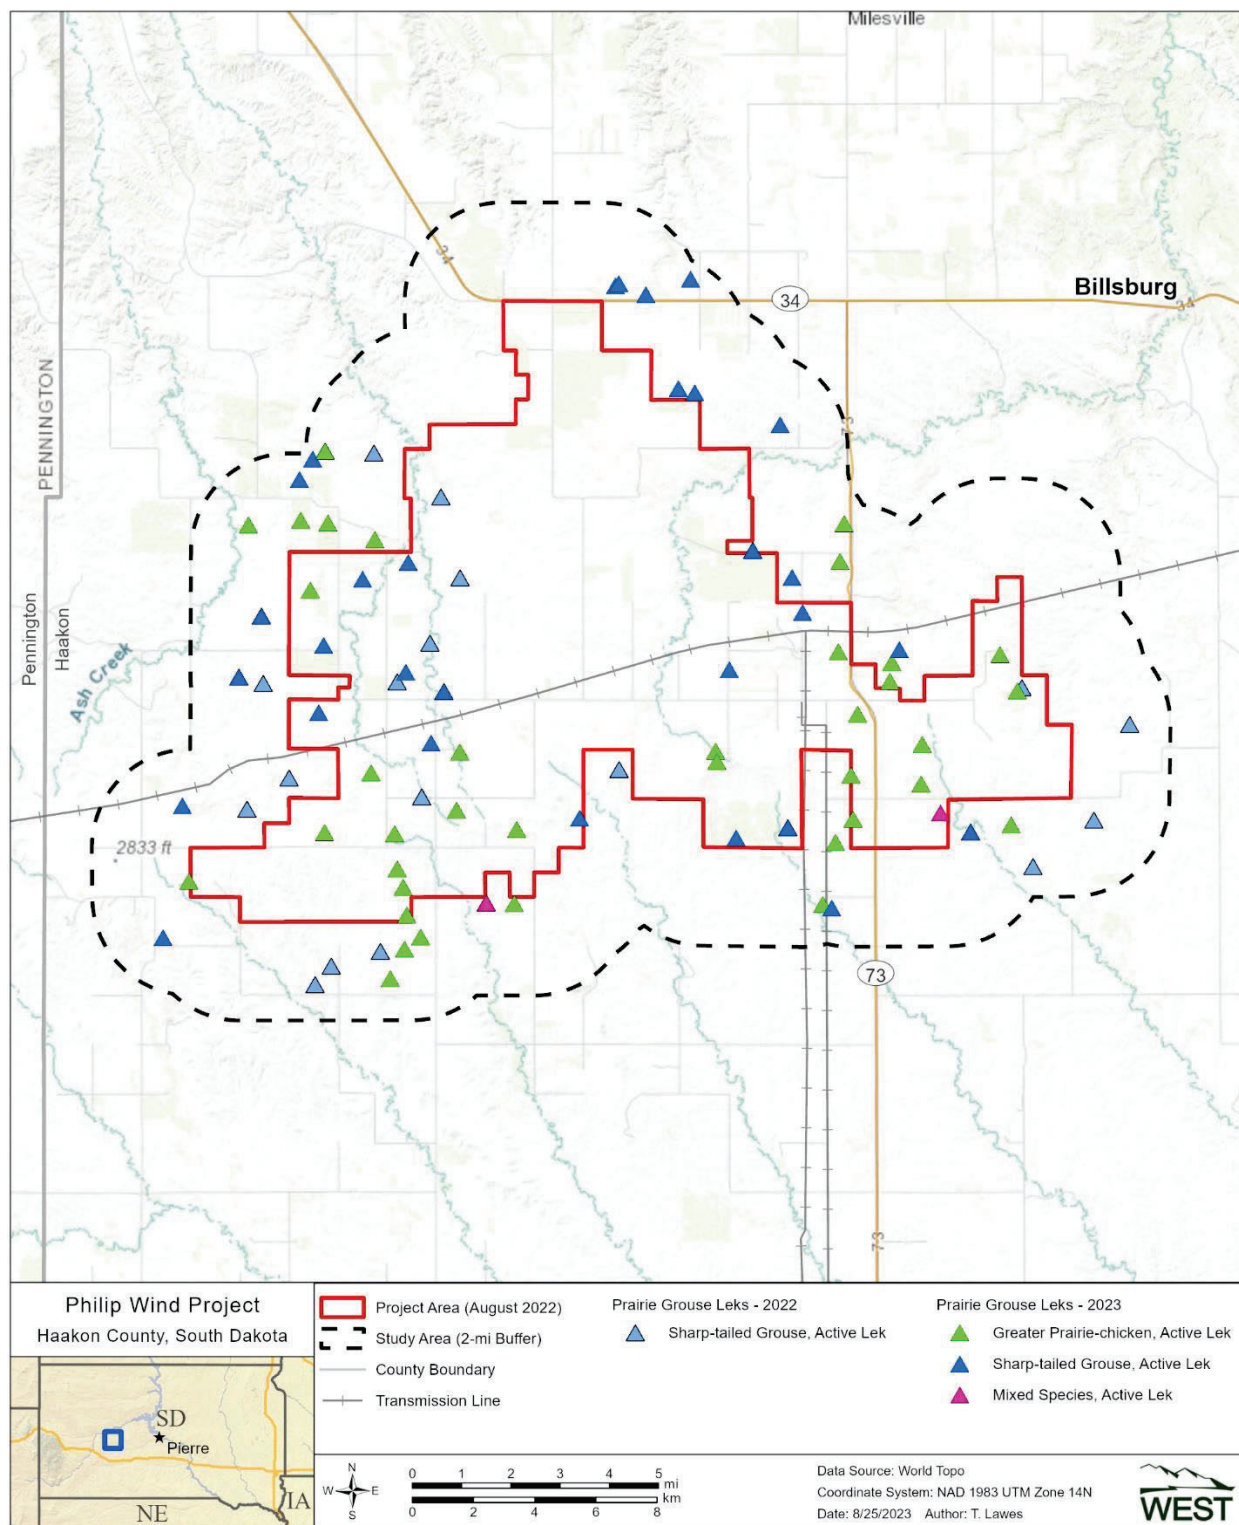 Milesville
34
34
Billsburg
34
73
PENNINGTON
Pennington
Haakon
Ash Creek
2833 ft
73
73
Philip Wind Project
Haakon County, South Dakota
SD
Pierre
NE
IA
Project Area (August 2022)
Study Area (2-mi Buffer)
County Boundary
Transmission Line
Prairie Grouse Leks - 2022
Sharp-tailed Grouse, Active Lek
Prairie Grouse Leks - 2023
Greater Prairie-chicken, Active Lek
Sharp-tailed Grouse, Active Lek
Mixed Species, Active Lek
N
W E
S
0 1 2 3 4 5
mi
km
0 2 4 6 8
Data Source: World Topo
Coordinate System: NAD 1983 UTM Zone 14N
Date: 8/25/2023 Author: T. Lawes
WEST